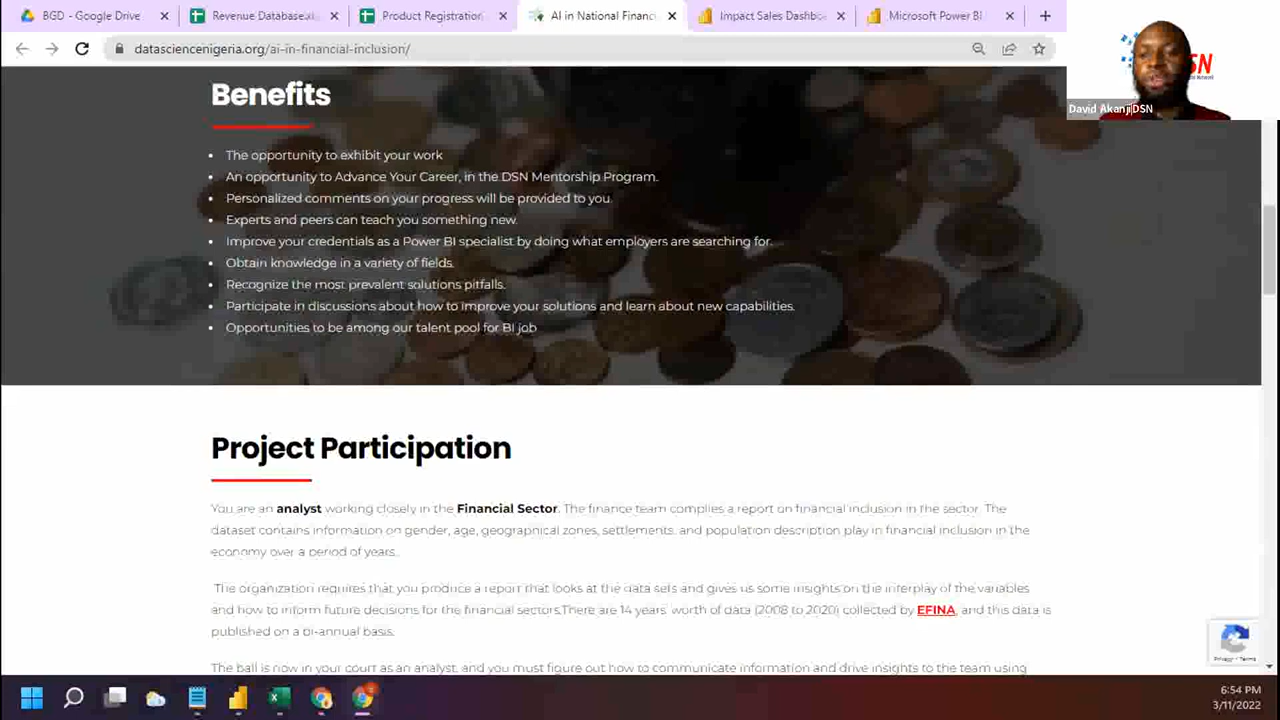 BGD - Google Drive
Revenue Database.xl
Product Registration
AI in National Financ
Impact Sales Dashb
Microsoft Power BI
datasciencenigeria.org/ai-in-financial-inclusion/
SN
David Akanji|DSN
Benefits
The opportunity to exhibit your work
An opportunity to Advance Your Career, in the DSN Mentorship Program.
Personalized comments on your progress will be provided to you.
Experts and peers can teach you something new.
Improve your credentials as a Power BI specialist by doing what employers are searching for.
Obtain knowledge in a variety of fields.
Recognize the most prevalent solutions pitfalls.
Participate in discussions about how to improve your solutions and learn about new capabilities.
Opportunities to be among our talent pool for BI job
Project Participation
You are an analyst working closely in the Financial Sector. The finance team compiles a report on financial inclusion in the sector. The
dataset contains information on gender, age, geographical zones, settlements, and population description play in financial inclusion in the
economy over a period of years.
The organization requires that you produce a report that looks at the data sets and gives us some insights on the interplay of the variables
and how to inform future decisions for the financial sectors.There are 14 years' worth of data (2008 to 2020) collected by EFINA, and this data is
published on a bi-annual basis.
The ball is now in your court as an analyst, and you must figure out how to communicate information and drive insights to the team using
Privacy - Terms
6:54 PM
3/11/2022